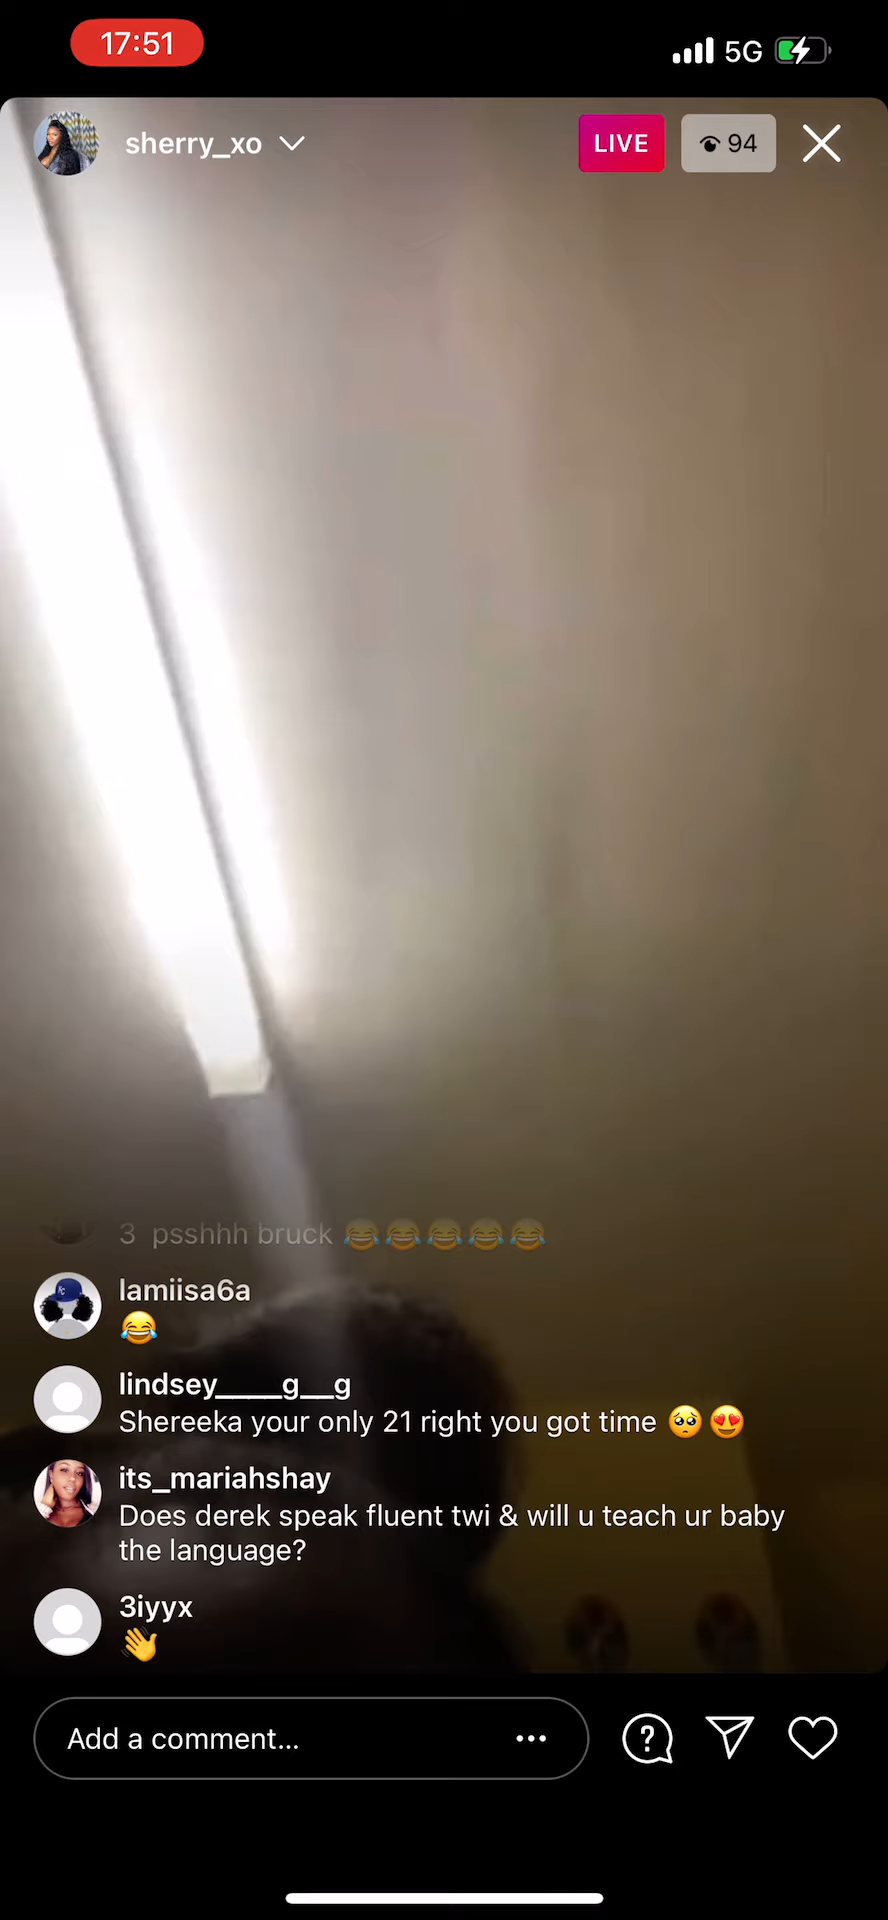 17:51
5G
sherry_xo
LIVE
94
3 psshhh bruck 😂😂😂😂😂
lamiisa6a
😂
lindsey_____g__g
Shereeka your only 21 right you got time 🥺😍
its_mariahshay
Does derek speak fluent twi & will u teach ur baby
the language?
3iyyx
👋
Add a comment...